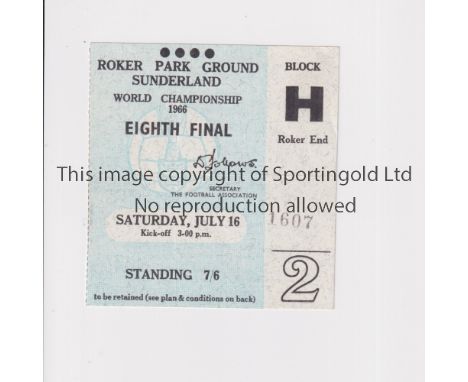 ROKER PARK GROUND
SUNDERLAND
WORLD CHAMPIONSHIP
1966
EIGHTH FINAL
SECRETARY
THE FOOTBALL ASSOCIATION
SATURDAY, JULY 16
Kick-off 3-00 p.m.
STANDING 7/6
to be retained (see plan & conditions on back)
BLOCK
H
Roker End
1607
2
This image copyright of Sportingold Ltd
No reproduction allowed